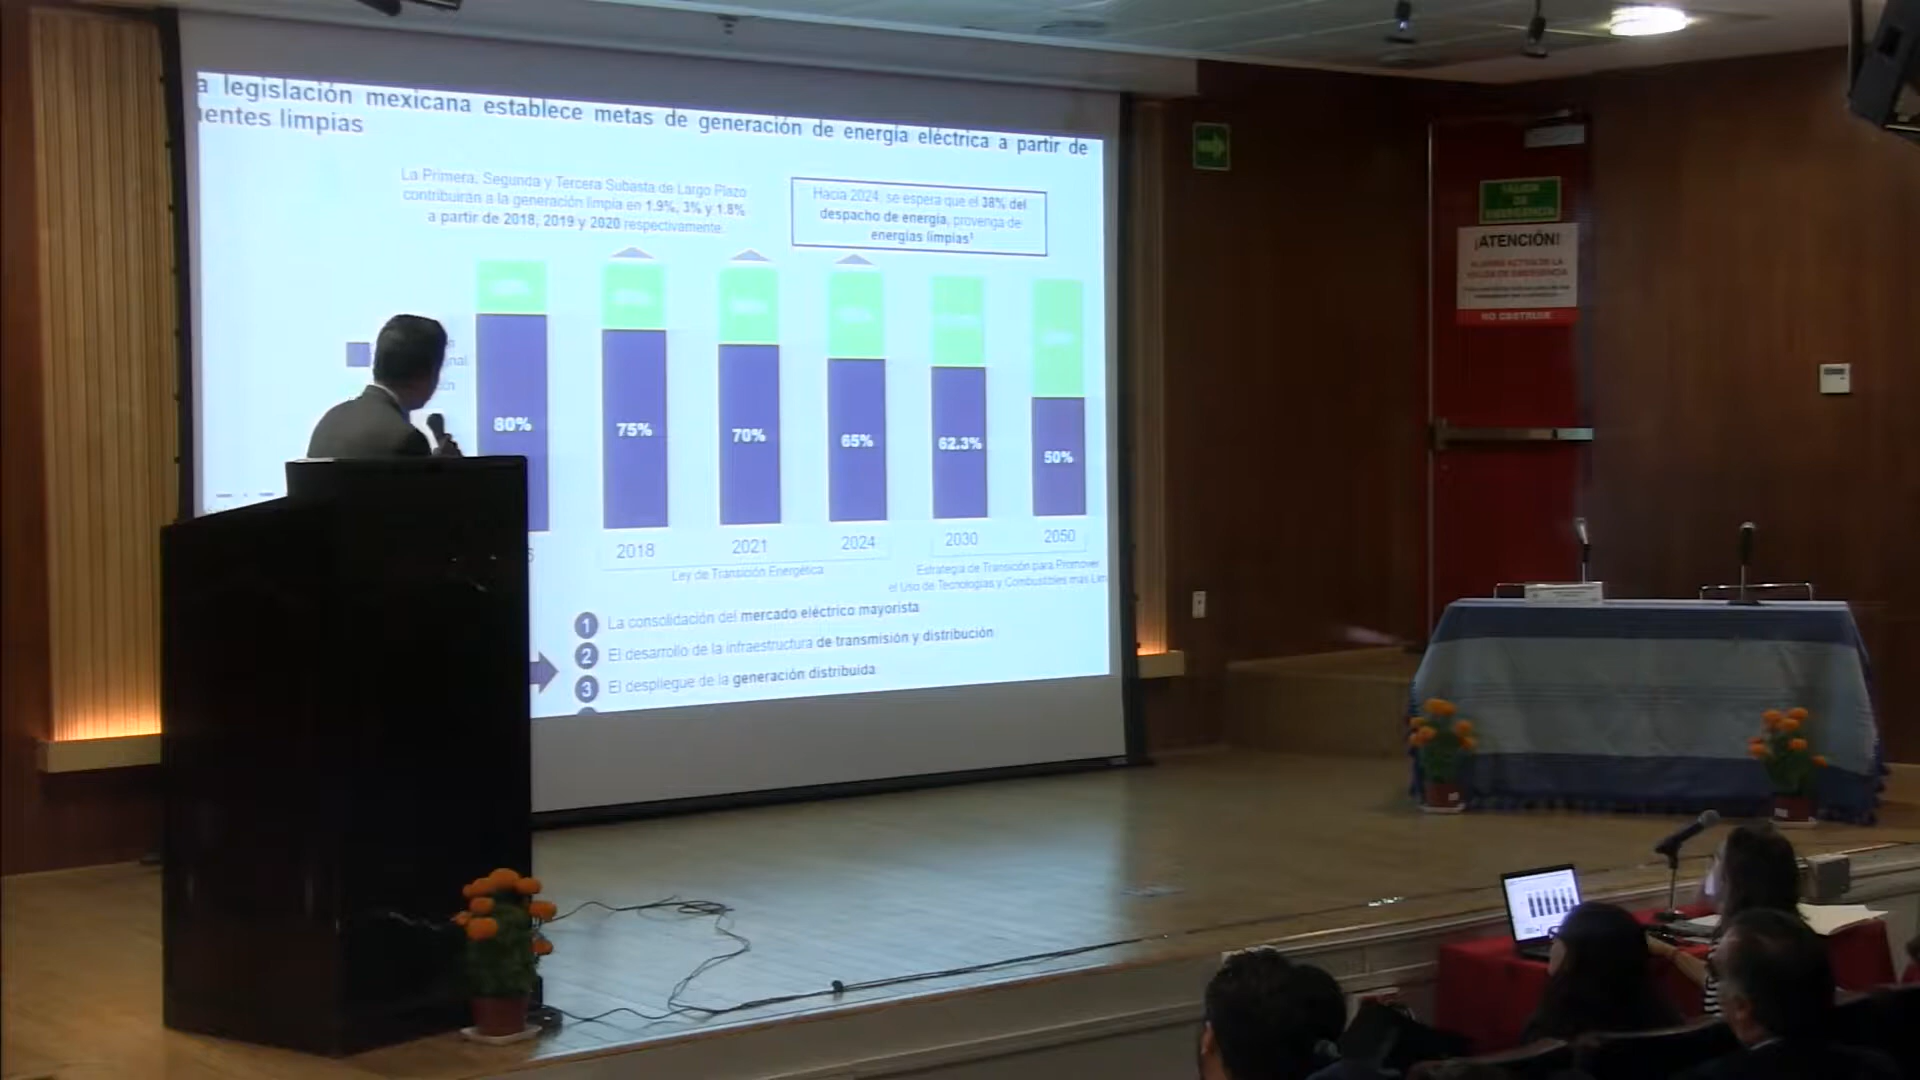 a legislación mexicana establece metas de generación de energía eléctrica a partir de
entes limpias
La Primera, Segunda y Tercera Subasta de Largo Plazo
contribuirán a la generación limpia en 1.9%, 3% y 1.8%
a partir de 2018, 2019 y 2020 respectivamente.
Hacia 2024, se espera que el 38% del
despacho de energía, provenga de
energías limpias¹
80%
75%
70%
65%
62.3%
50%
2018
2021
2024
2030
2050
Ley de Transición Energética
Estrategia de Transición para Promover
el Uso de Tecnologías y Combustibles más Lim
1 La consolidación del mercado eléctrico mayorista
2 El desarrollo de la infraestructura de transmisión y distribución
3 El despliegue de la generación distribuida
SALIDA
DE
EMERGENCIA
¡ATENCIÓN!
NO OBSTRUIR